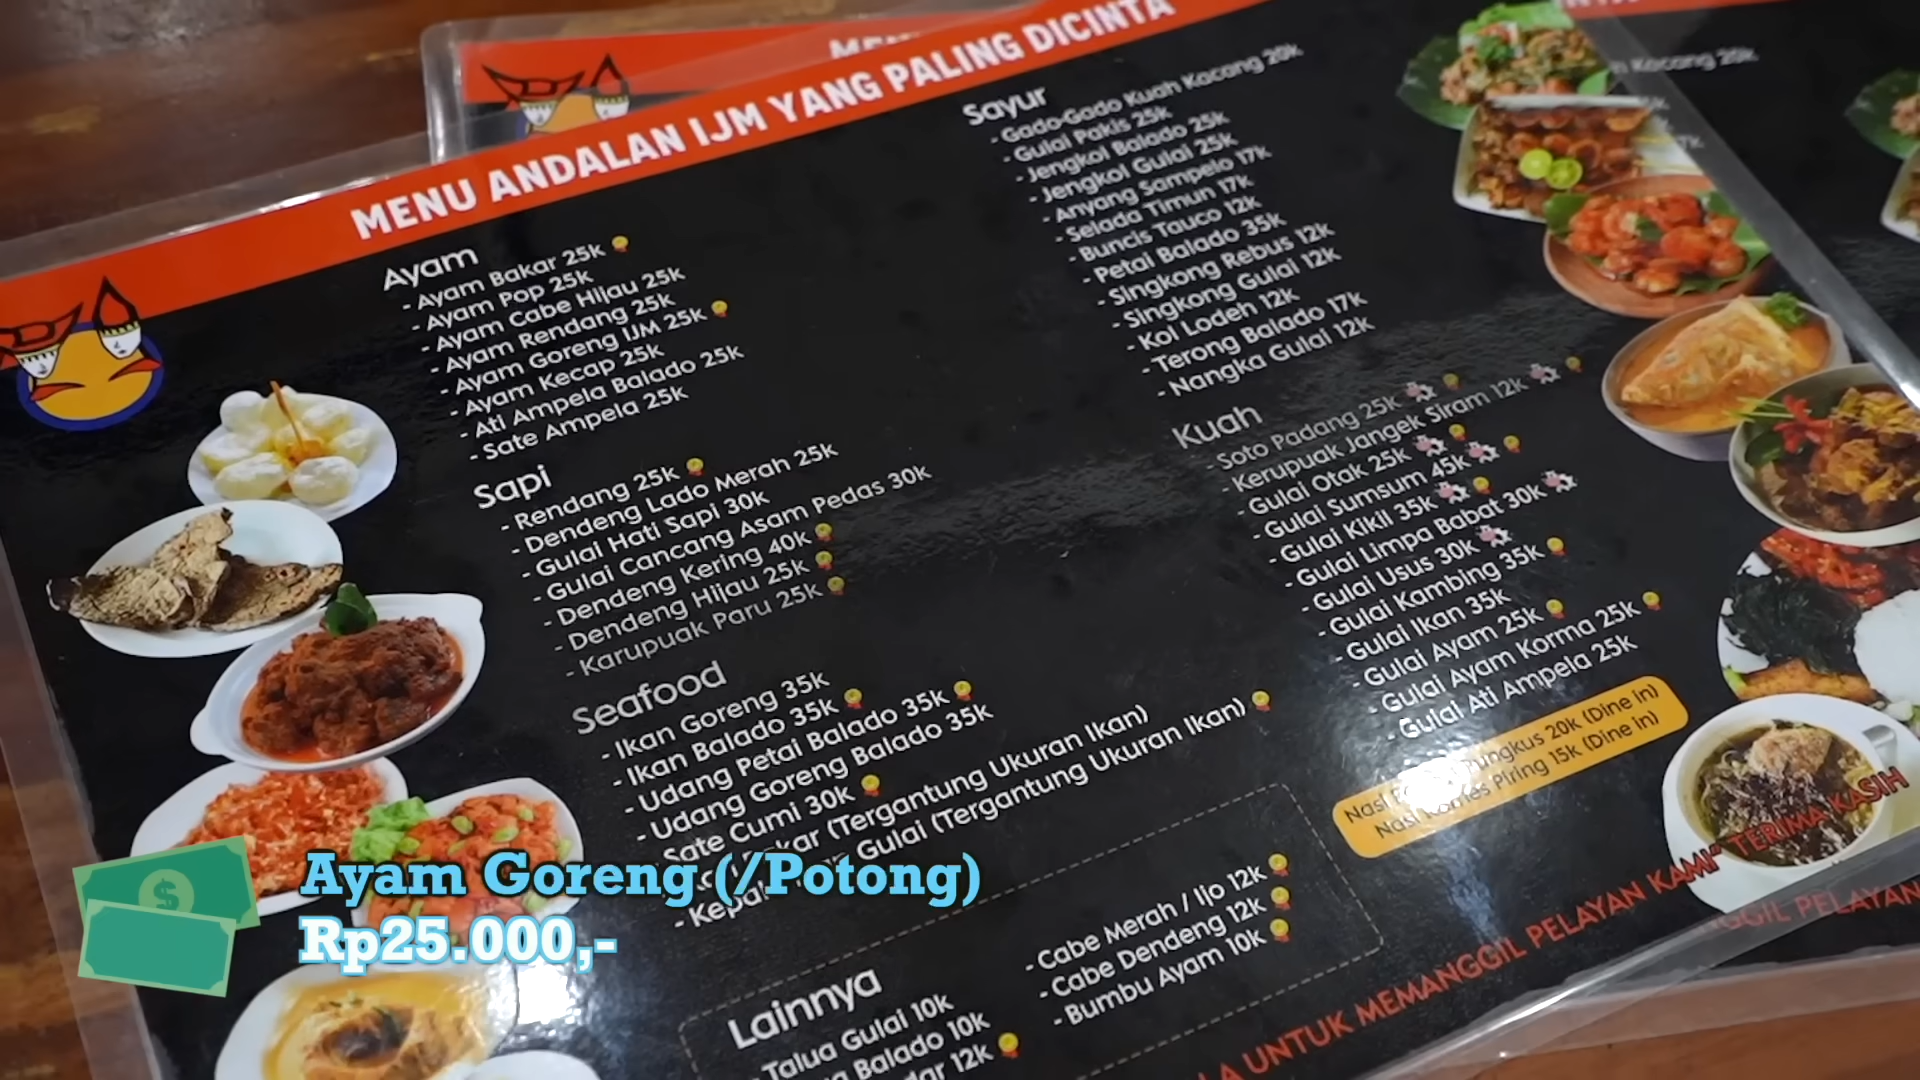 MENU ANDALAN IJM YANG PALING DICINTA
Ayam
- Ayam Bakar 25k
- Ayam Pop 25k
- Ayam Cabe Hijau 25k
- Ayam Rendang 25k
- Ayam Goreng IJM 25k
- Ayam Kecap 25k
- Ati Ampela Balado 25k
- Sate Ampela 25k
Sapi
- Rendang 25k
- Dendeng Lado Merah 25k
- Gulai Hati Sapi 30k
- Gulai Cancang Asam Pedas 30k
- Dendeng Kering 40k
- Dendeng Hijau 25k
- Karupuak Paru 25k
Seafood
- Ikan Goreng 35k
- Ikan Balado 35k
- Udang Petai Balado 35k
- Udang Goreng Balado 35k
Sate Cumi 30k
(Tergantung Ukuran Ikan)
- Gulai (Tergantung Ukuran Ikan)
Lainnya
- Talua Gulai 10k
Balado 10k
12k
- Cabe Merah / Ijo 12k
- Cabe Dendeng 12k
- Bumbu Ayam 10k
Sayur
- Gado-Gado Kuah Kacang 20k
- Gulai Pakis 25k
- Jengkol Balado 25k
- Jengkol Gulai 25k
- Anyang Sampelo 17k
- Selada Timun 17k
- Buncis Tauco 12k
- Petai Balado 35k
- Singkong Rebus 12k
- Singkong Gulai 12k
- Kol Lodeh 12k
- Terong Balado 17k
- Nangka Gulai 12k
Kuah
- Soto Padang 25k
- Kerupuak Jangek Siram 12k
- Gulai Otak 25k
- Gulai Sumsum 45k
- Gulai Kikil 35k
- Gulai Limpa Babat 30k
- Gulai Usus 30k
- Gulai Kambing 35k
- Gulai Ikan 35k
- Gulai Ayam 25k
- Gulai Ayam Korma 25k
- Gulai Ati Ampela 25k
Nasi 20k (Dine in)
Nasi Piring 15k (Dine in)
UNTUK MEMANGGIL PELAYAN KAMI" TERIMA KASIH
Kacang 20k
PELAYAN
Ayam Goreng (/Potong)
Rp25.000,-